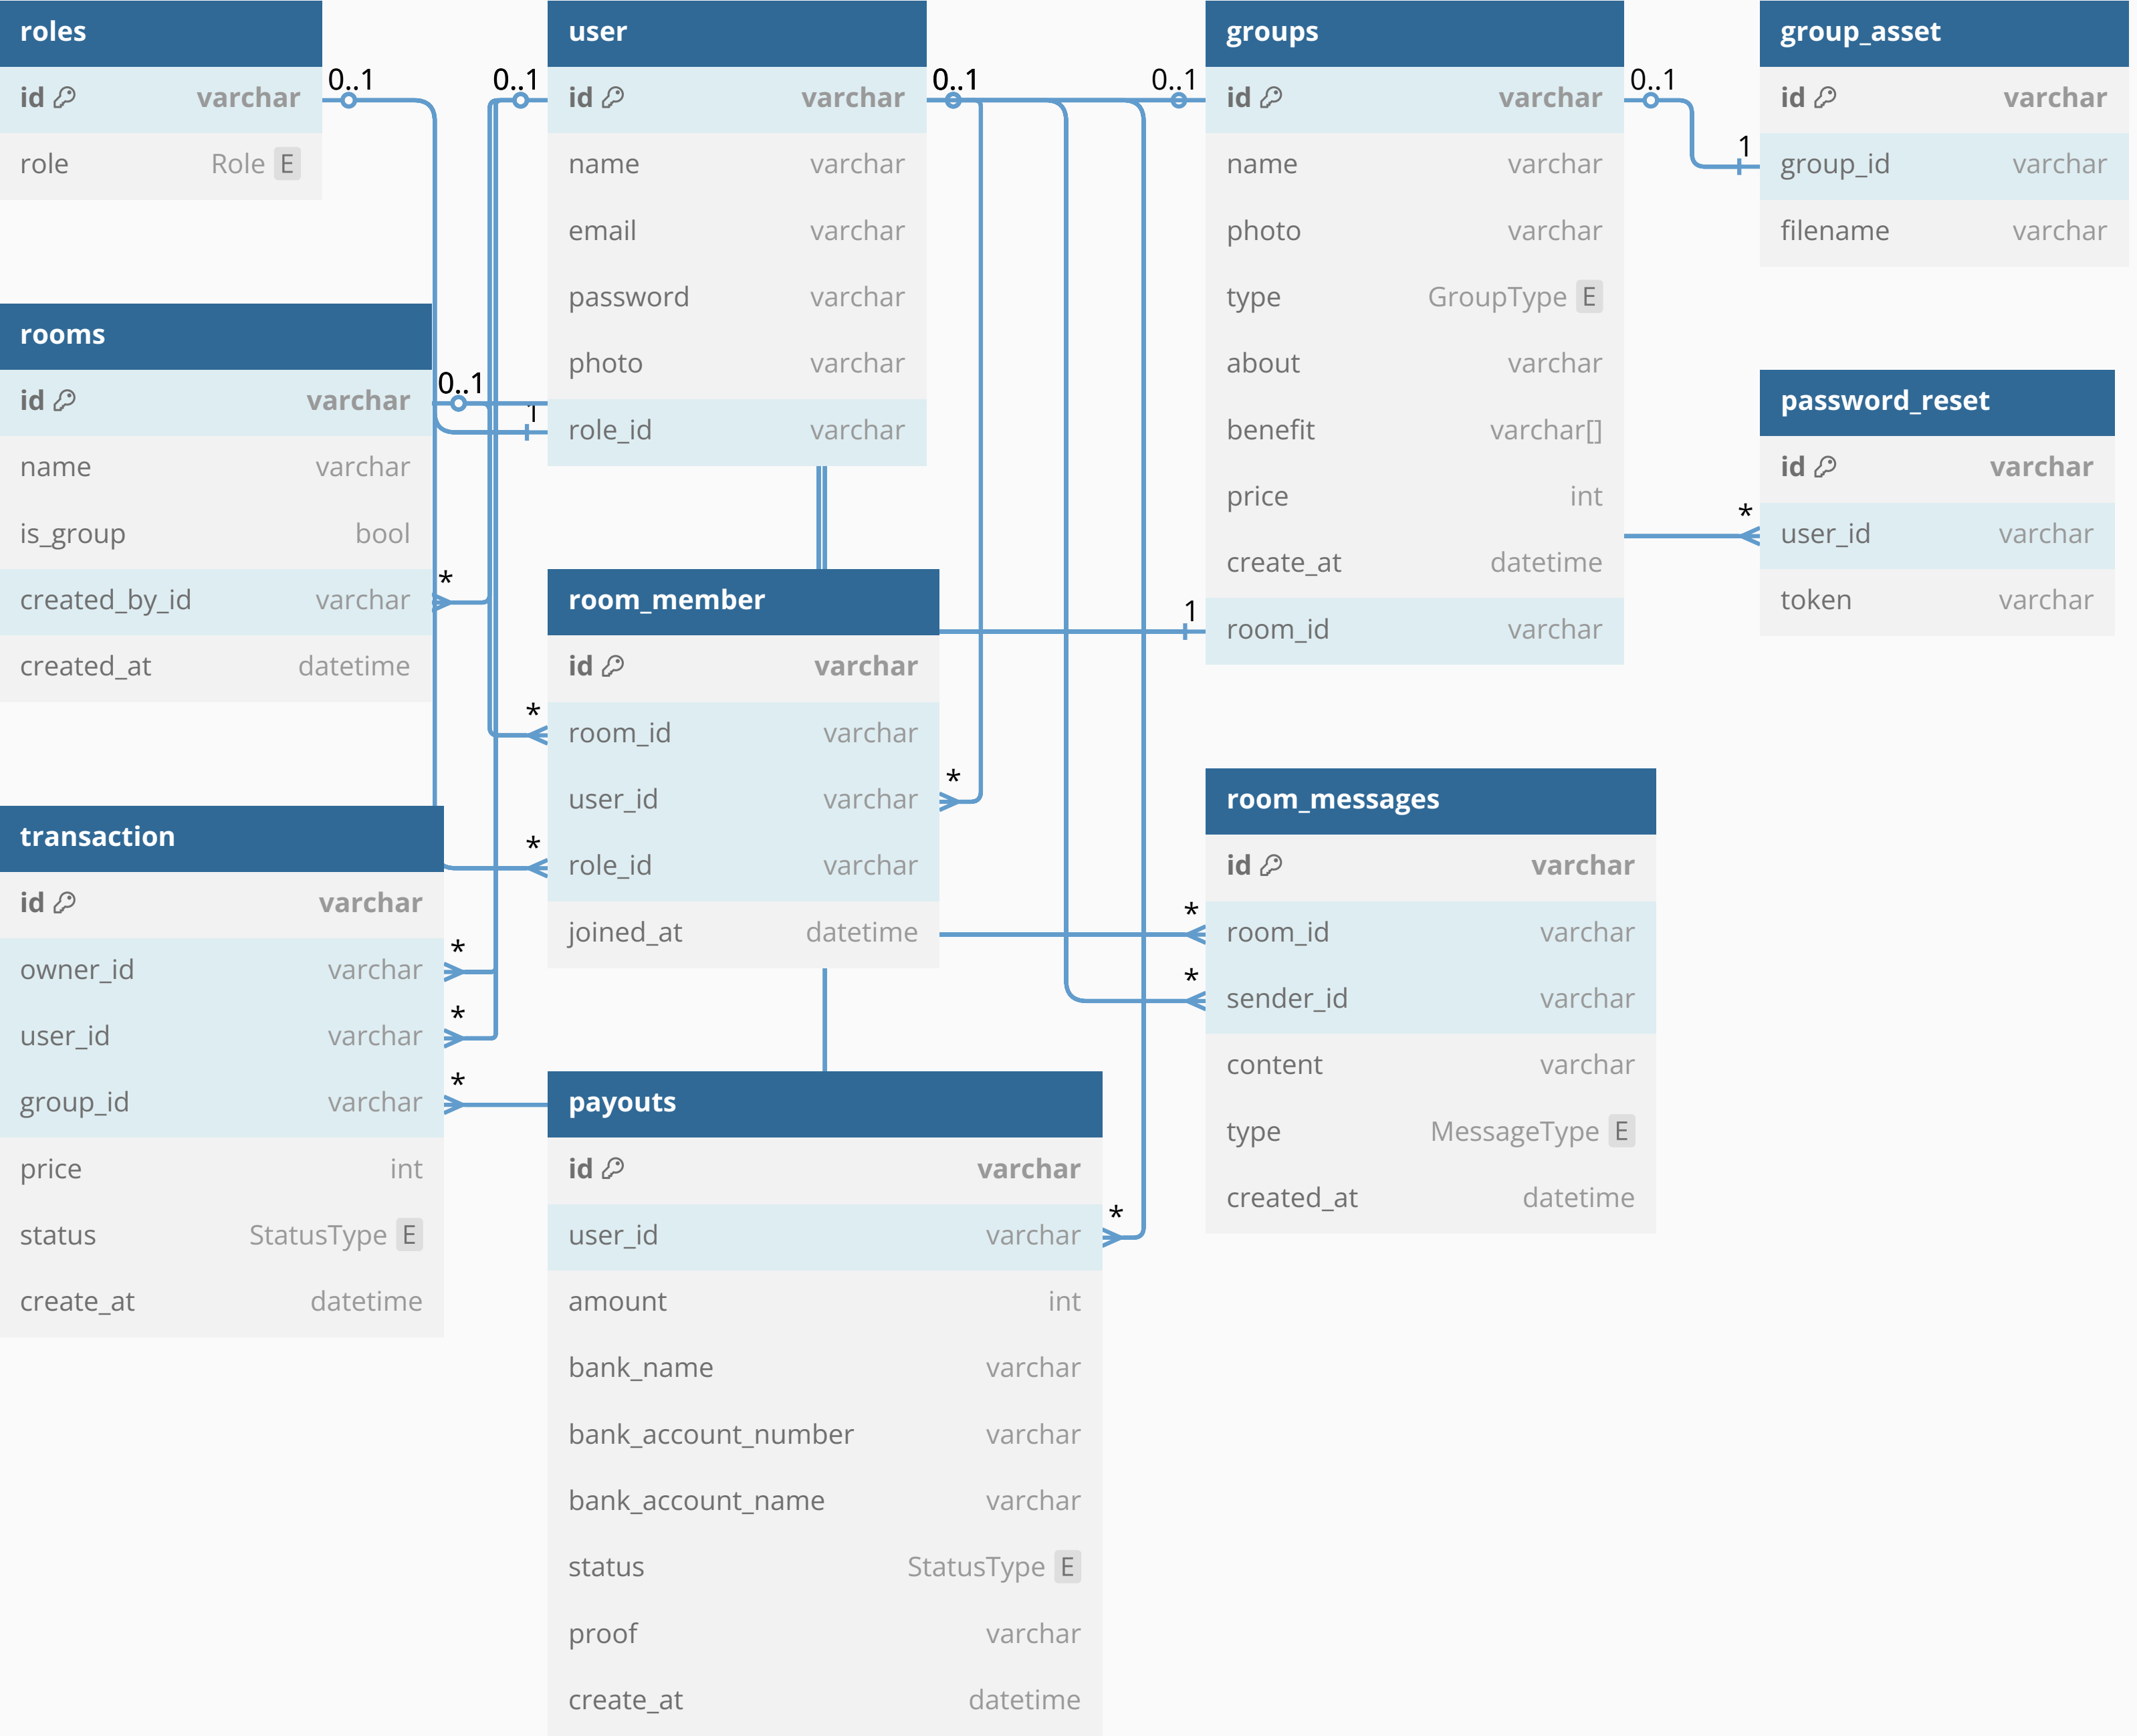 roles
id varchar
role Role E
0..1
rooms
id varchar
name varchar
is_group bool
created_by_id varchar
created_at datetime
0..1
*
transaction
id varchar
owner_id varchar
user_id varchar
group_id varchar
price int
status StatusType E
create_at datetime
*
*
*
0..1
user
id varchar
name varchar
email varchar
password varchar
photo varchar
role_id varchar
1
0..1
room_member
id varchar
room_id varchar
user_id varchar
role_id varchar
joined_at datetime
*
*
*
payouts
id varchar
user_id varchar
amount int
bank_name varchar
bank_account_number varchar
bank_account_name varchar
status StatusType E
proof varchar
create_at datetime
*
0..1
groups
id varchar
name varchar
photo varchar
type GroupType E
about varchar
benefit varchar[]
price int
create_at datetime
room_id varchar
1
0..1
room_messages
id varchar
room_id varchar
sender_id varchar
content varchar
type MessageType E
created_at datetime
*
*
group_asset
id varchar
group_id varchar
filename varchar
1
password_reset
id varchar
user_id varchar
token varchar
*